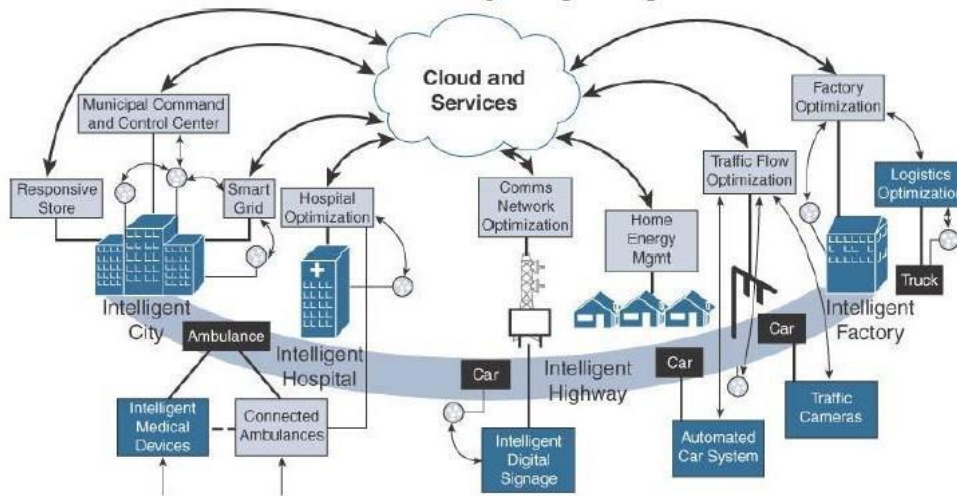 Cloud and
Services
Municipal Command
and Control Center
Factory
Optimization
Responsive
Store
Smart
Grid
Hospital
Optimization
Comms
Network
Optimization
Home
Energy
Mgmt
Traffic Flow
Optimization
Logistics
Optimization
Truck
Intelligent
City
Ambulance
Intelligent
Hospital
Car
Intelligent
Highway
Car
Car
Intelligent
Factory
Intelligent
Medical
Devices
Connected
Ambulances
Intelligent
Digital
Signage
Automated
Car System
Traffic
Cameras